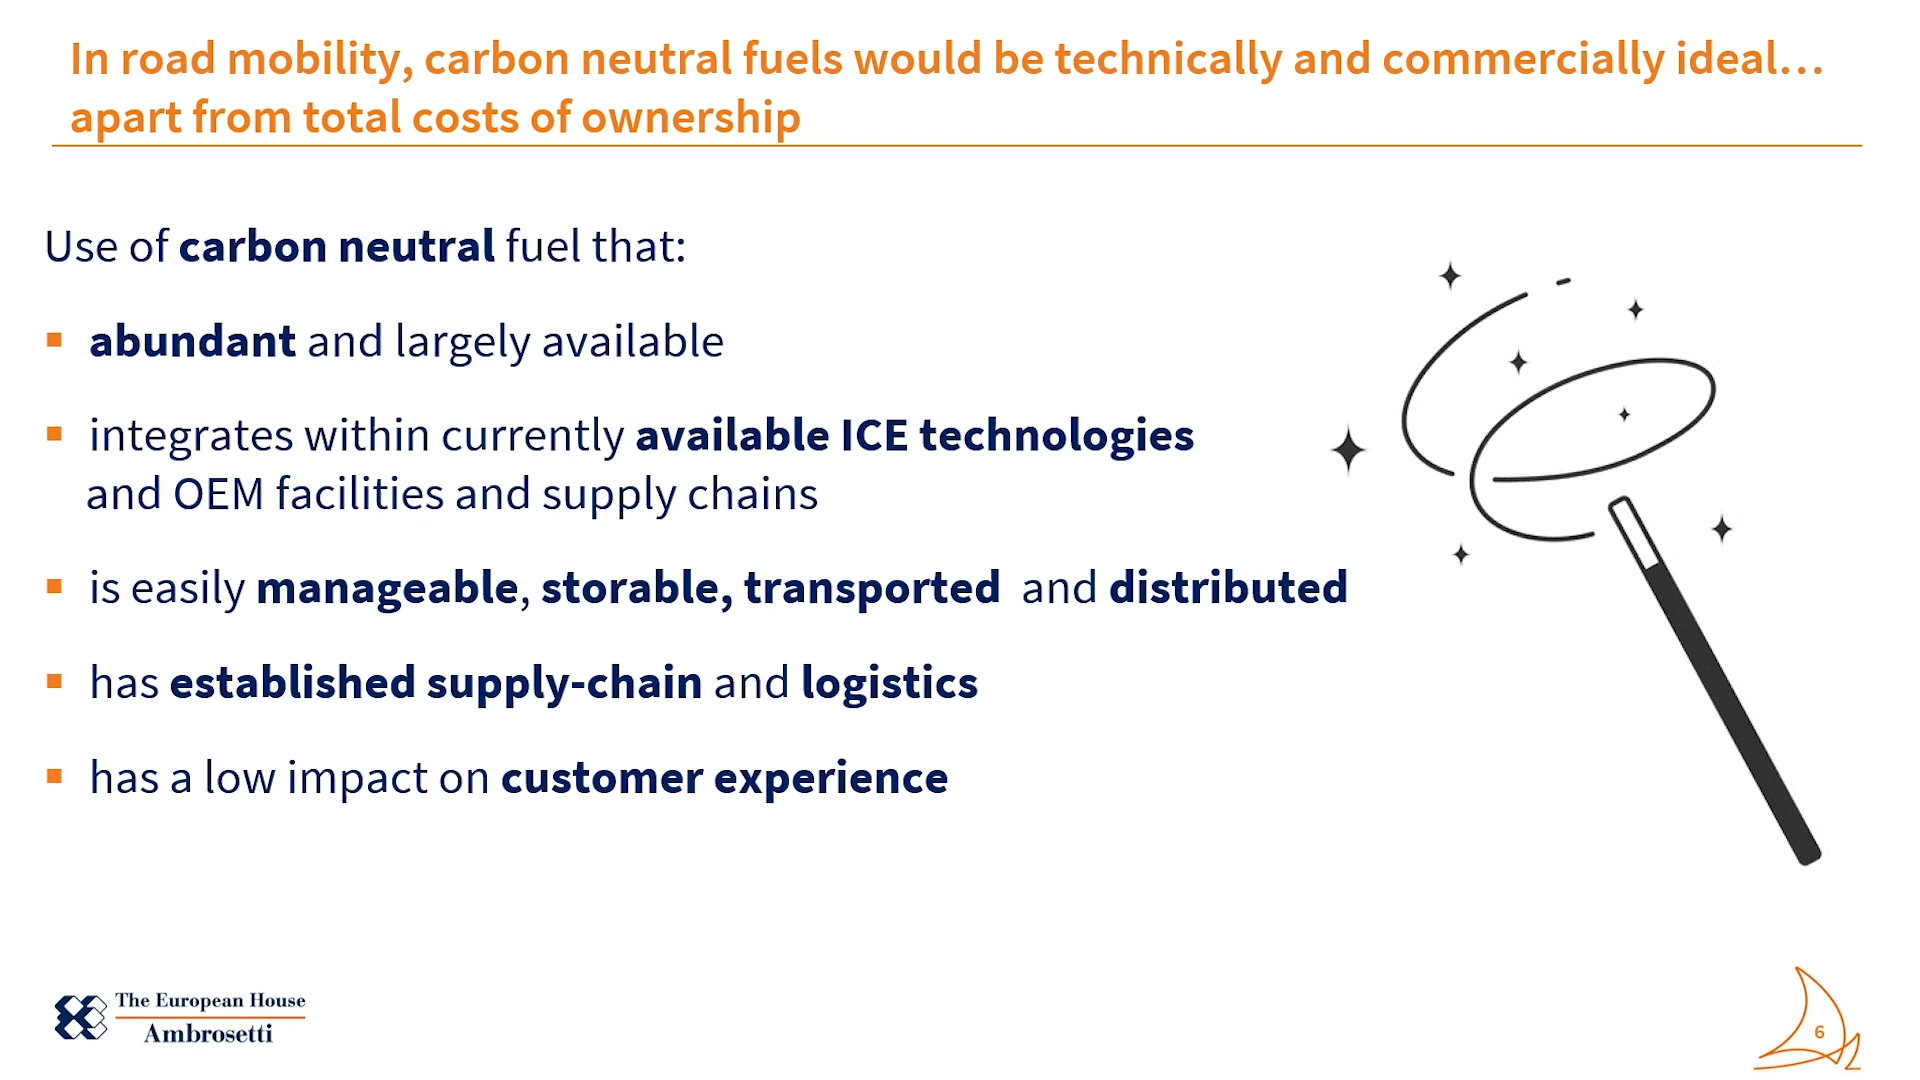 In road mobility, carbon neutral fuels would be technically and commercially ideal…
apart from total costs of ownership
Use of carbon neutral fuel that:
▪ abundant and largely available
▪ integrates within currently available ICE technologies
and OEM facilities and supply chains
▪ is easily manageable, storable, transported and distributed
▪ has established supply-chain and logistics
▪ has a low impact on customer experience
The European House
Ambrosetti
6